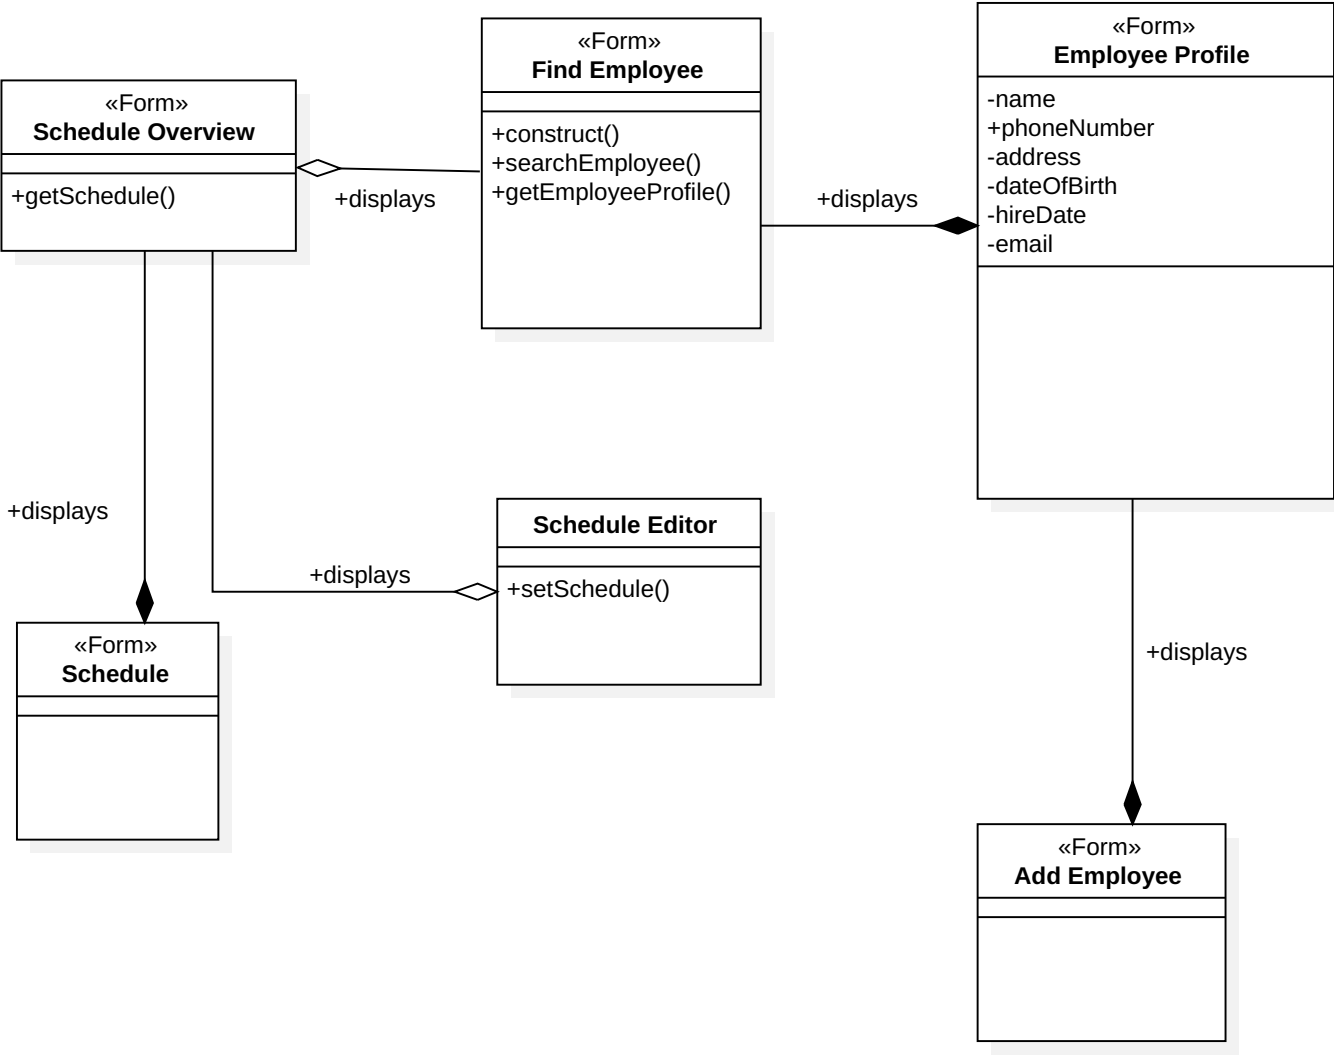 «Form»
Schedule Overview
+getSchedule()
«Form»
Find Employee
+construct()
+searchEmployee()
+getEmployeeProfile()
«Form»
Employee Profile
-name
+phoneNumber
-address
-dateOfBirth
-hireDate
-email
+displays
+displays
+displays
+displays
Schedule Editor
+setSchedule()
«Form»
Schedule
+displays
«Form»
Add Employee